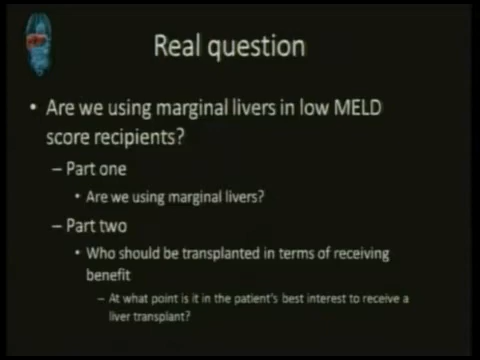 Real question
• Are we using marginal livers in low MELD
score recipients?
– Part one
• Are we using marginal livers?
– Part two
• Who should be transplanted in terms of receiving
benefit
– At what point is it in the patient's best interest to receive a
liver transplant?